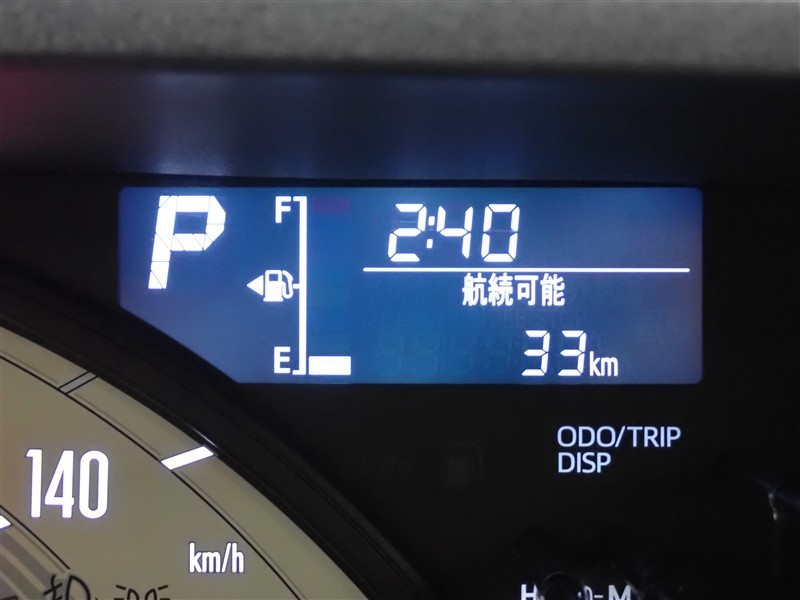 P
F
2:40
航続可能
E
33km
ODO/TRIP
DISP
140
km/h